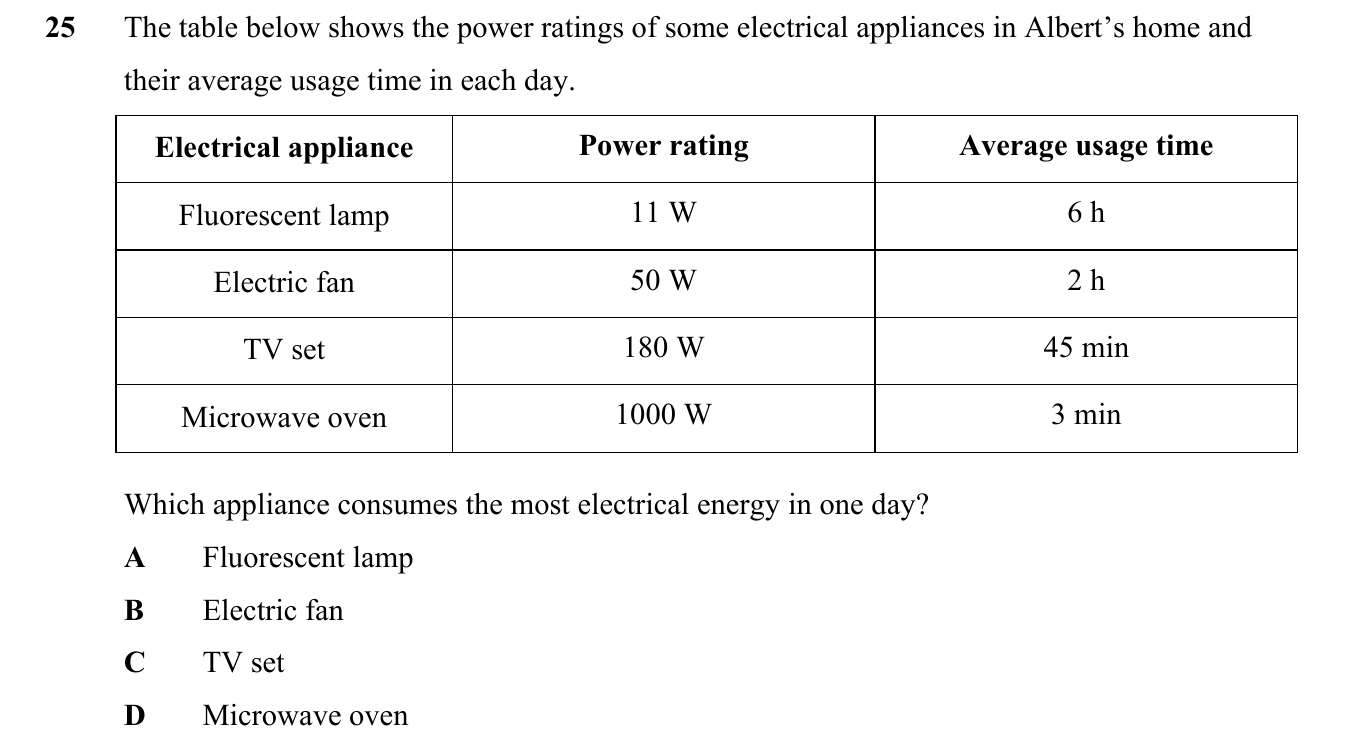 25 The table below shows the power ratings of some electrical appliances in Albert’s home and
their average usage time in each day.
Electrical appliance Power rating Average usage time
Fluorescent lamp 11 W 6 h
Electric fan 50 W 2 h
TV set 180 W 45 min
Microwave oven 1000 W 3 min
Which appliance consumes the most electrical energy in one day?
A Fluorescent lamp
B Electric fan
C TV set
D Microwave oven